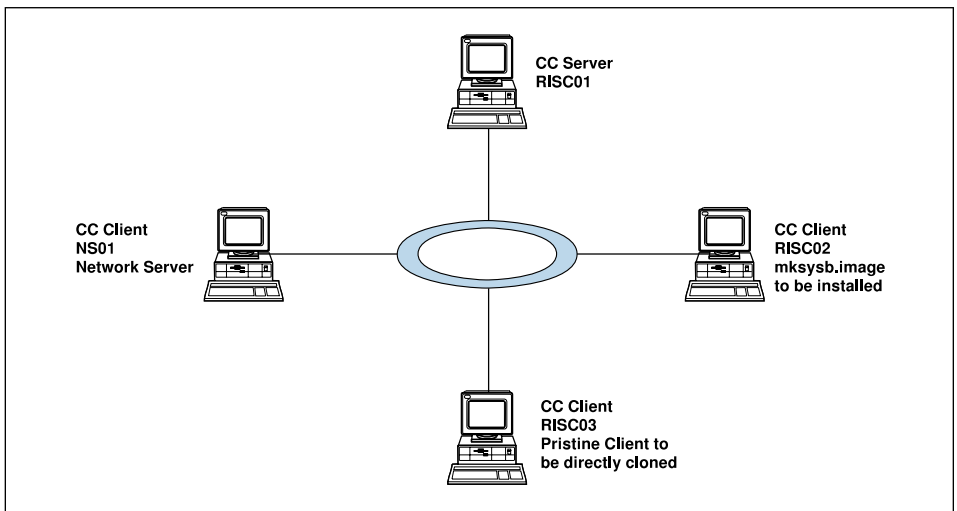 CC Server
RISC01
CC Client
NS01
Network Server
CC Client
RISC02
mksysb.image
to be installed
CC Client
RISC03
Pristine Client to
be directly cloned